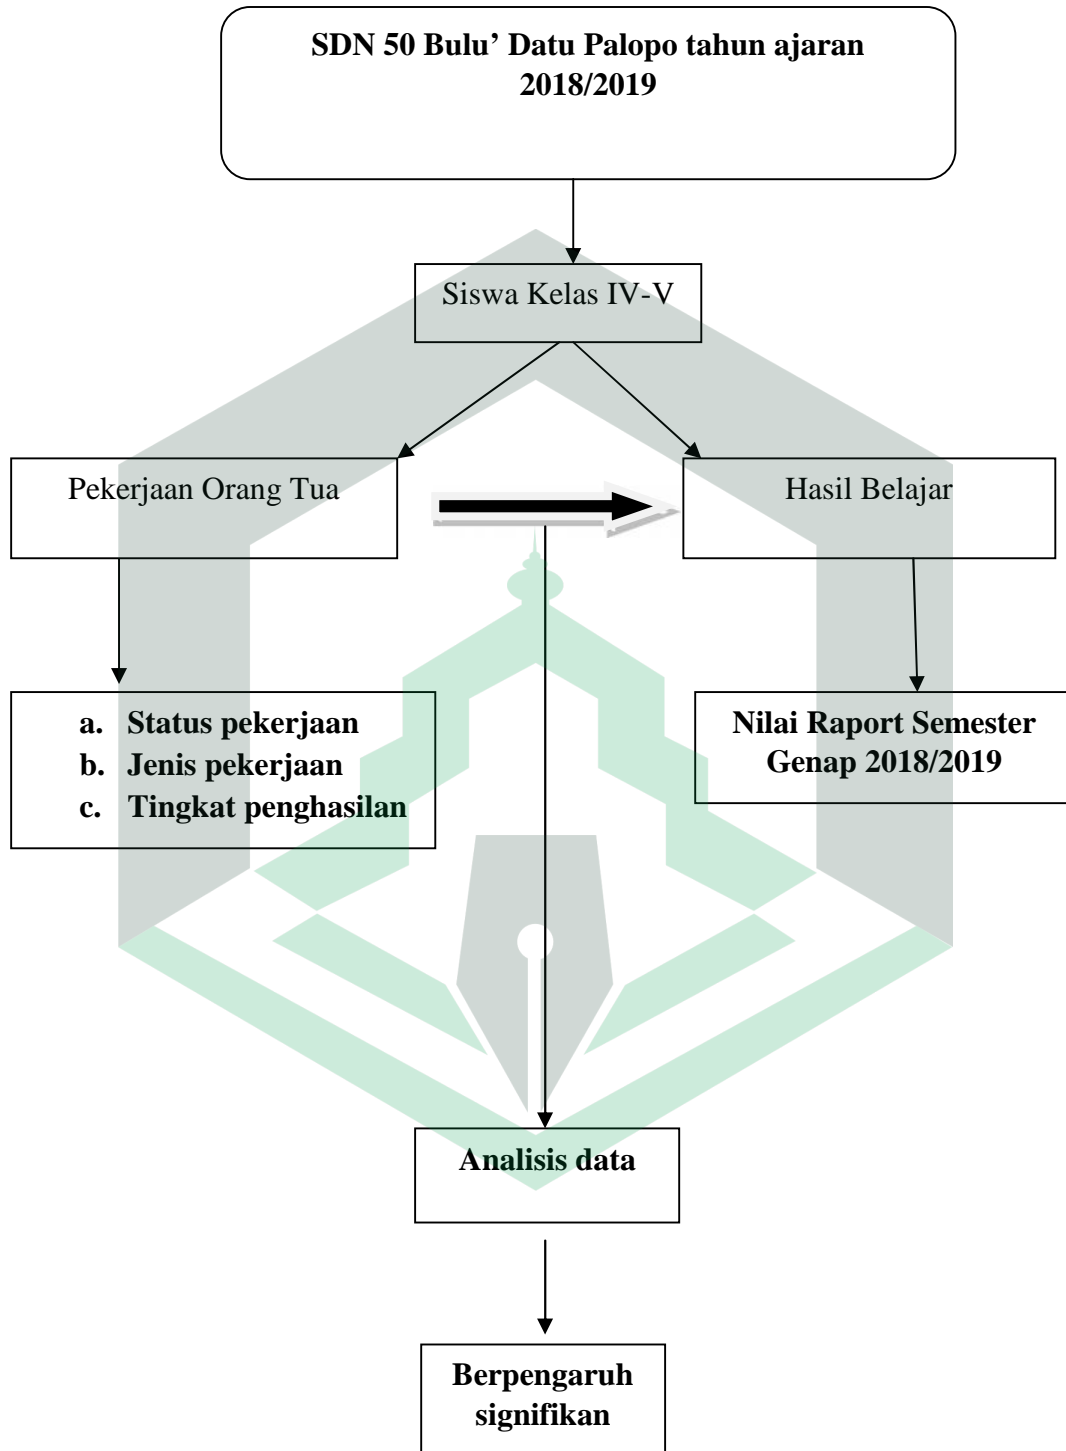 SDN 50 Bulu’ Datu Palopo tahun ajaran
2018/2019
Siswa Kelas IV-V
Pekerjaan Orang Tua
Hasil Belajar
a. Status pekerjaan
b. Jenis pekerjaan
c. Tingkat penghasilan
Nilai Raport Semester
Genap 2018/2019
Analisis data
Berpengaruh
signifikan